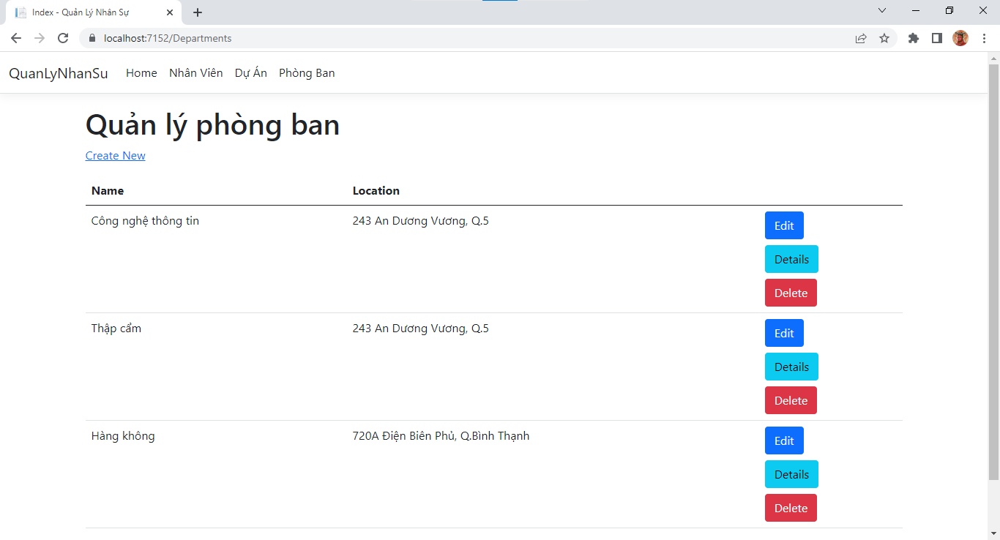 Index - Quản Lý Nhân Sự
localhost:7152/Departments
QuanLyNhanSu Home Nhân Viên Dự Án Phòng Ban
Quản lý phòng ban
Create New
Name Location
Công nghệ thông tin 243 An Dương Vương, Q.5 Edit
Details
Delete
Thập cẩm 243 An Dương Vương, Q.5 Edit
Details
Delete
Hàng không 720A Điện Biên Phủ, Q.Bình Thạnh Edit
Details
Delete